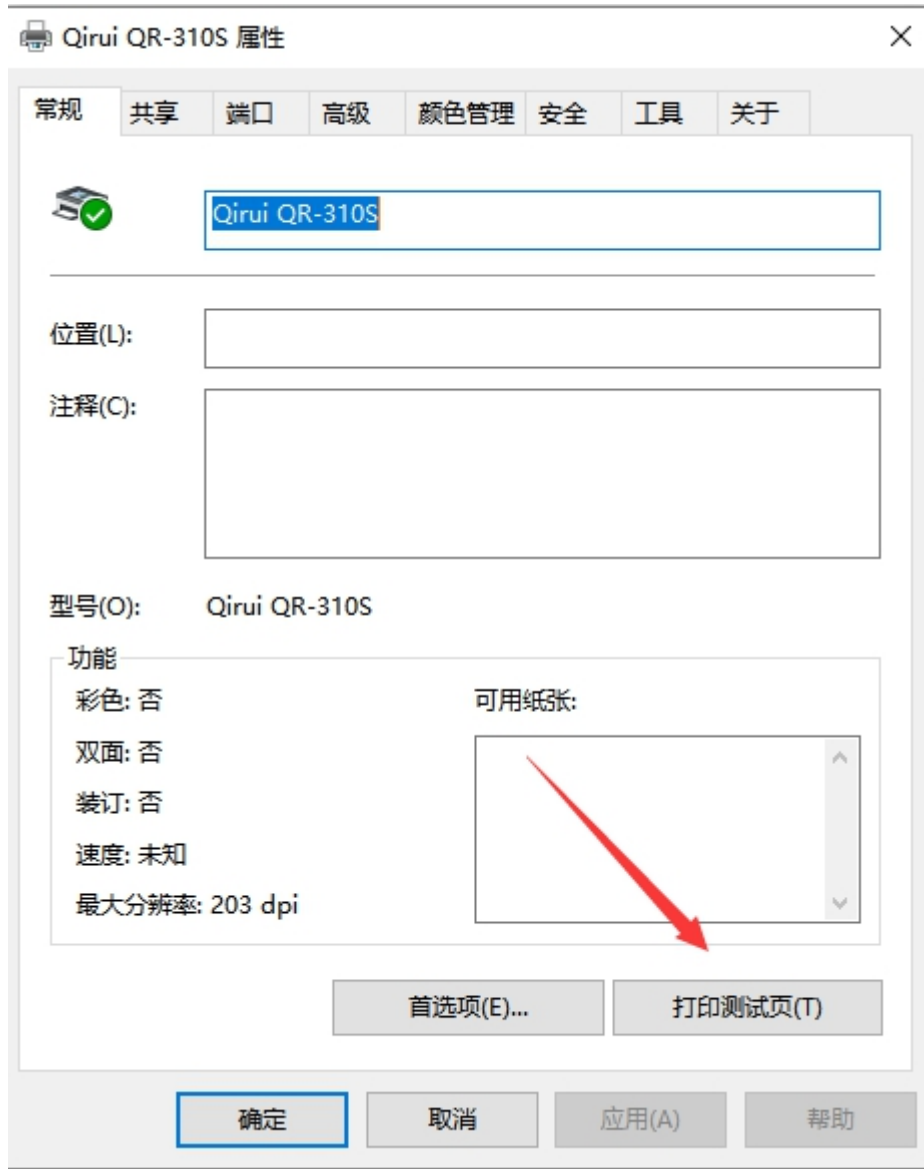 Qirui QR-310S 属性
常规 共享 端口 高级 颜色管理 安全 工具 关于
Qirui QR-310S
位置(L):
注释(C):
型号(O): Qirui QR-310S
功能
彩色: 否 可用纸张:
双面: 否
装订: 否
速度: 未知
最大分辨率: 203 dpi
首选项(E)... 打印测试页(T)
确定 取消 应用(A) 帮助